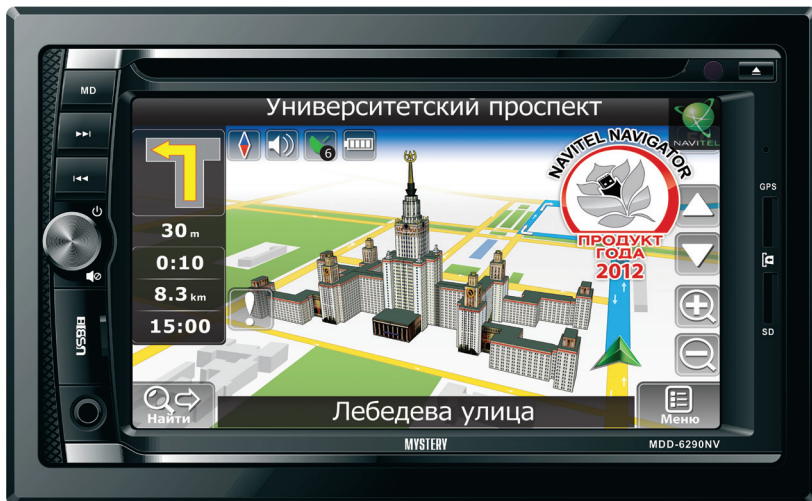 MD
Университетский проспект
NAVITEL
NAVITEL NAVIGATOR
ПРОДУКТ
ГОДА
2012
6
30 m
0:10
8.3 km
15:00
GPS
SD
USB
Найти
Лебедева улица
Меню
MYSTERY
MDD-6290NV